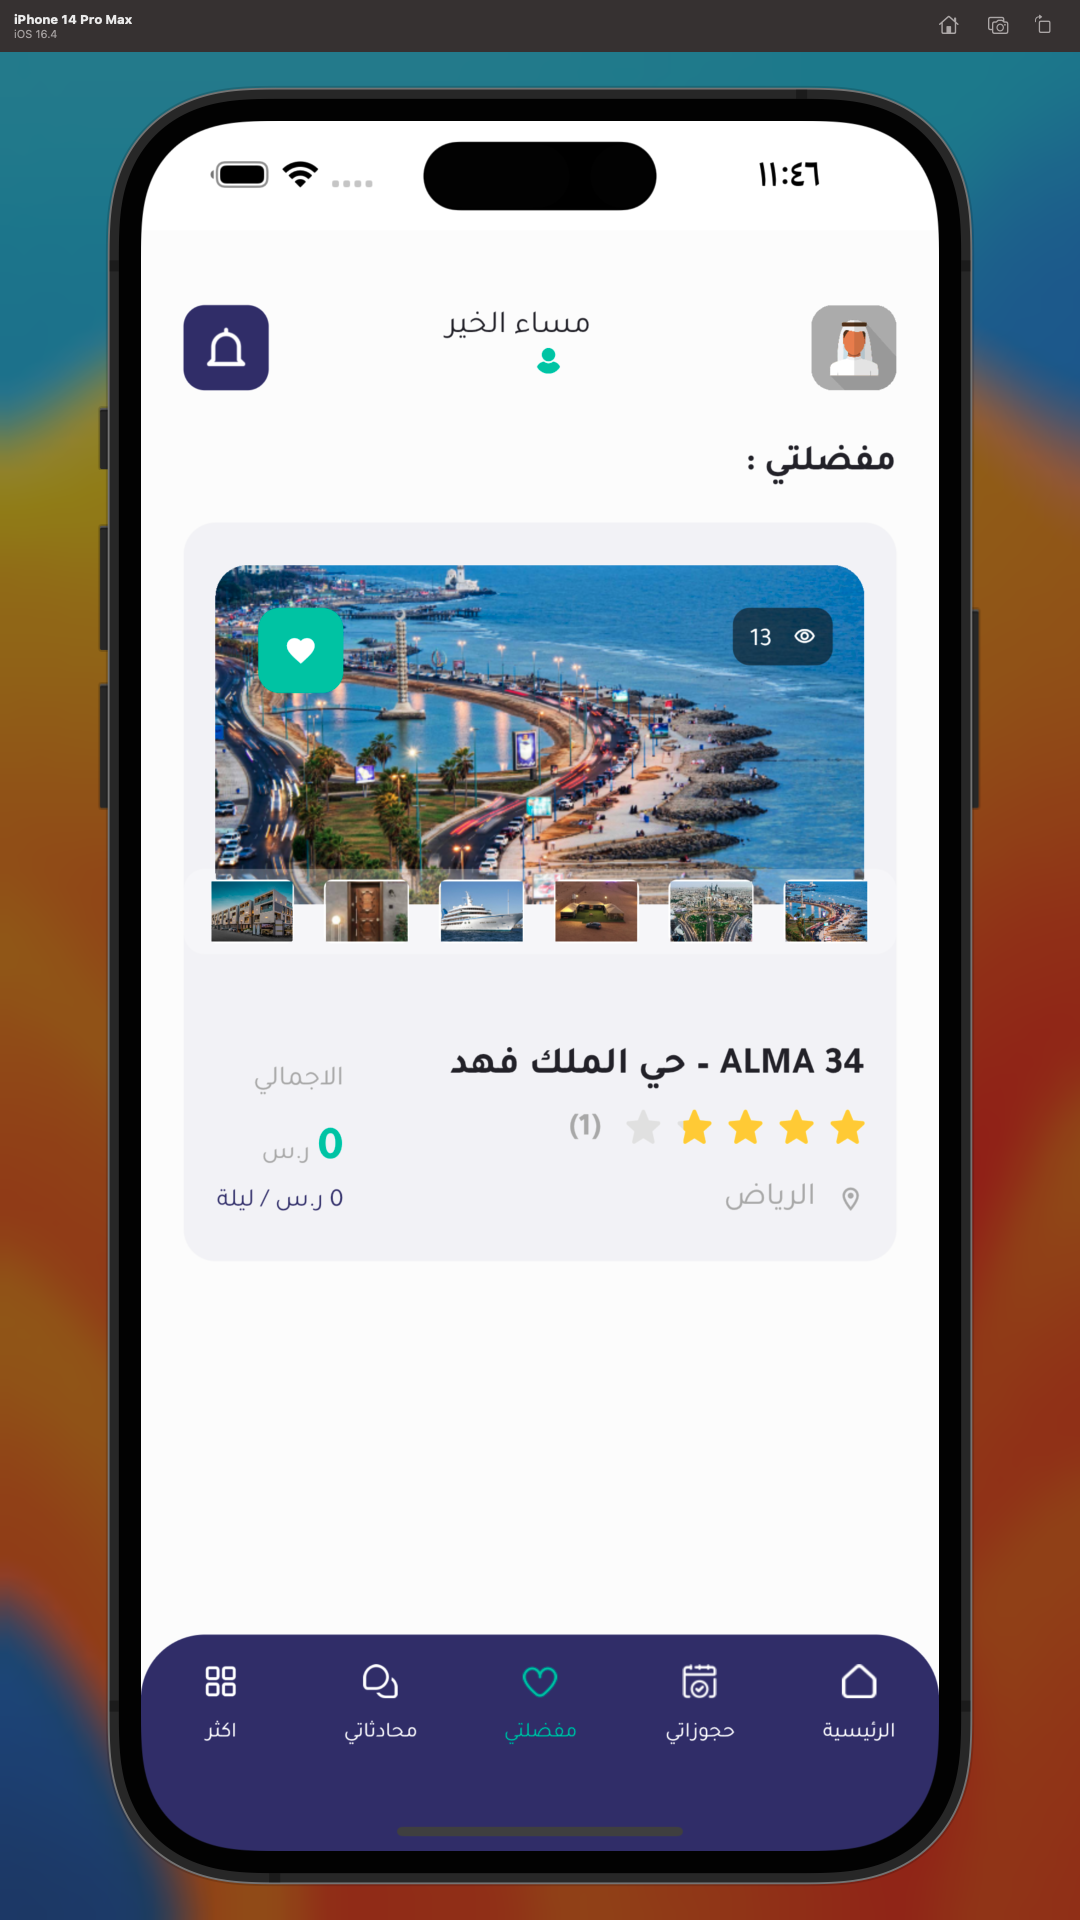 iPhone 14 Pro Max
iOS 16.4
١١:٤٦
مساء الخير
مفضلتي :
13
ALMA 34 - حي الملك فهد
(1)
الرياض
الاجمالي
0 ر.س
0 ر.س / ليلة
الرئيسية
حجوزاتي
مفضلتي
محادثاتي
اكثر